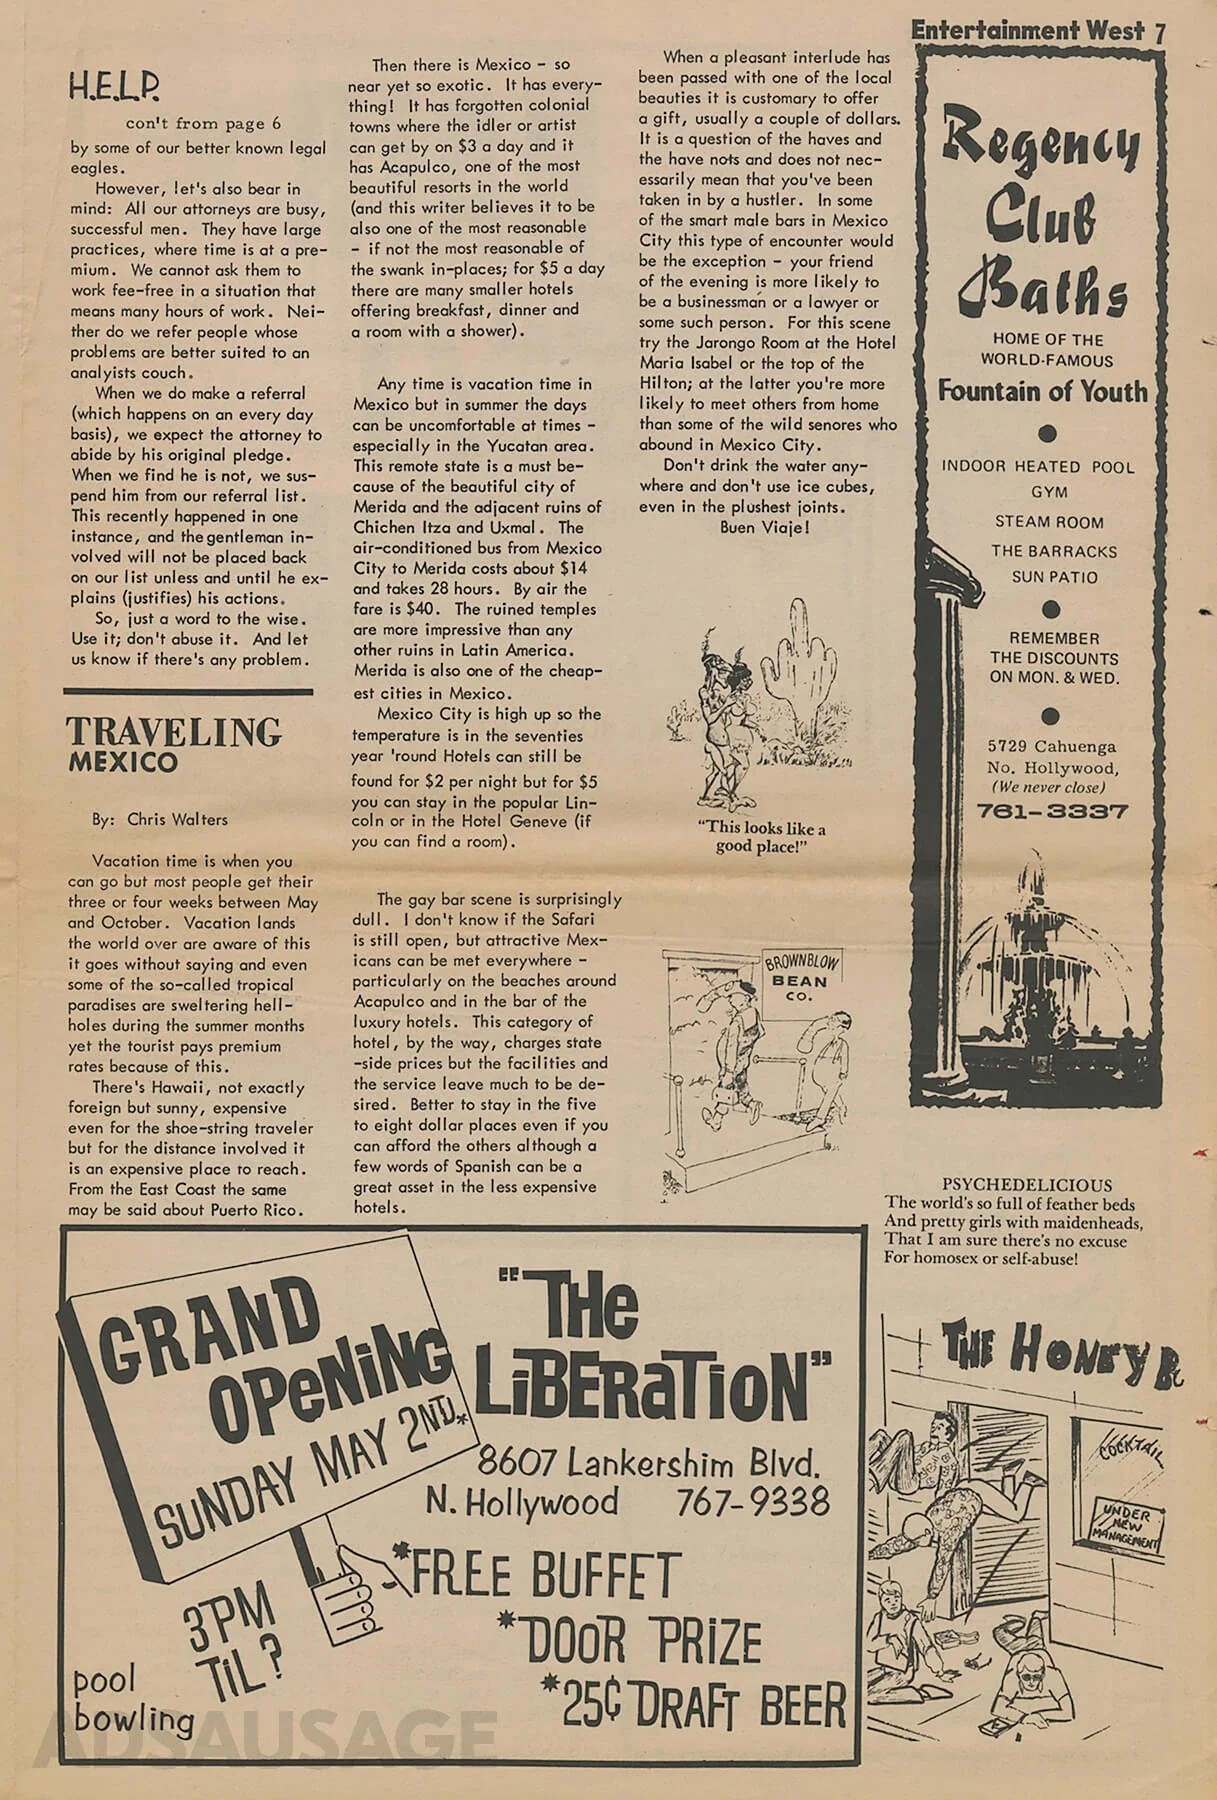 Entertainment West 7
H.E.L.P.
con't from page 6
by some of our better known legal
eagles.
However, let's also bear in
mind: All our attorneys are busy,
successful men. They have large
practices, where time is at a pre-
mium. We cannot ask them to
work fee-free in a situation that
means many hours of work. Nei-
ther do we refer people whose
problems are better suited to an
analyists couch.
When we do make a referral
(which happens on an every day
basis), we expect the attorney to
abide by his original pledge.
When we find he is not, we sus-
pend him from our referral list.
This recently happened in one
instance, and the gentleman in-
volved will not be placed back
on our list unless and until he ex-
plains (justifies) his actions.
So, just a word to the wise.
Use it; don't abuse it. And let
us know if there's any problem.
TRAVELING
MEXICO
By: Chris Walters
Vacation time is when you
can go but most people get their
three or four weeks between May
and October. Vacation lands
the world over are aware of this
it goes without saying and even
some of the so-called tropical
paradises are sweltering hell-
holes during the summer months
yet the tourist pays premium
rates because of this.
There's Hawaii, not exactly
foreign but sunny, expensive
even for the shoe-string traveler
but for the distance involved it
is an expensive place to reach.
From the East Coast the same
may be said about Puerto Rico.
Then there is Mexico - so
near yet so exotic. It has every-
thing! It has forgotten colonial
towns where the idler or artist
can get by on $3 a day and it
has Acapulco, one of the most
beautiful resorts in the world
(and this writer believes it to be
also one of the most reasonable
- if not the most reasonable of
the swank in-places; for $5 a day
there are many smaller hotels
offering breakfast, dinner and
a room with a shower).
Any time is vacation time in
Mexico but in summer the days
can be uncomfortable at times -
especially in the Yucatan area.
This remote state is a must be-
cause of the beautiful city of
Merida and the adjacent ruins of
Chichen Itza and Uxmal. The
air-conditioned bus from Mexico
City to Merida costs about $14
and takes 28 hours. By air the
fare is $40. The ruined temples
are more impressive than any
other ruins in Latin America.
Merida is also one of the cheap-
est cities in Mexico.
Mexico City is high up so the
temperature is in the seventies
year 'round Hotels can still be
found for $2 per night but for $5
you can stay in the popular Lin-
coln or in the Hotel Geneve (if
you can find a room).
The gay bar scene is surprisingly
dull. I don't know if the Safari
is still open, but attractive Mex-
icans can be met everywhere -
particularly on the beaches around
Acapulco and in the bar of the
luxury hotels. This category of
hotel, by the way, charges state
-side prices but the facilities and
the service leave much to be de-
sired. Better to stay in the five
to eight dollar places even if you
can afford the others although a
few words of Spanish can be a
great asset in the less expensive
hotels.
When a pleasant interlude has
been passed with one of the local
beauties it is customary to offer
a gift, usually a couple of dollars.
It is a question of the haves and
the have nots and does not nec-
essarily mean that you've been
taken in by a hustler. In some
of the smart male bars in Mexico
City this type of encounter would
be the exception - your friend
of the evening is more likely to
be a businessman or a lawyer or
some such person. For this scene
try the Jarongo Room at the Hotel
Maria Isabel or the top of the
Hilton; at the latter you're more
likely to meet others from home
than some of the wild senores who
abound in Mexico City.
Don't drink the water any-
where and don't use ice cubes,
even in the plushest joints.
Buen Viaje!
"This looks like a
good place!"
BROWNBLOW
BEAN
CO.
Regency
Club
Baths
HOME OF THE
WORLD-FAMOUS
Fountain of Youth
INDOOR HEATED POOL
GYM
STEAM ROOM
THE BARRACKS
SUN PATIO
REMEMBER
THE DISCOUNTS
ON MON. & WED.
5729 Cahuenga
No. Hollywood,
(We never close)
761-3337
PSYCHEDELICIOUS
The world's so full of feather beds
And pretty girls with maidenheads,
That I am sure there's no excuse
For homosex or self-abuse!
GRAND
OPENING
SUNDAY MAY 2ND.*
"THE
LIBERATION"
8607 Lankershim Blvd.
N. Hollywood 767-9338
*FREE BUFFET
*DOOR PRIZE
*25¢ DRAFT BEER
3PM
TIL?
pool
bowling
THE HONEY B
COCKTAIL
UNDER
NEW
MANAGEMENT
ADSAUSAGE